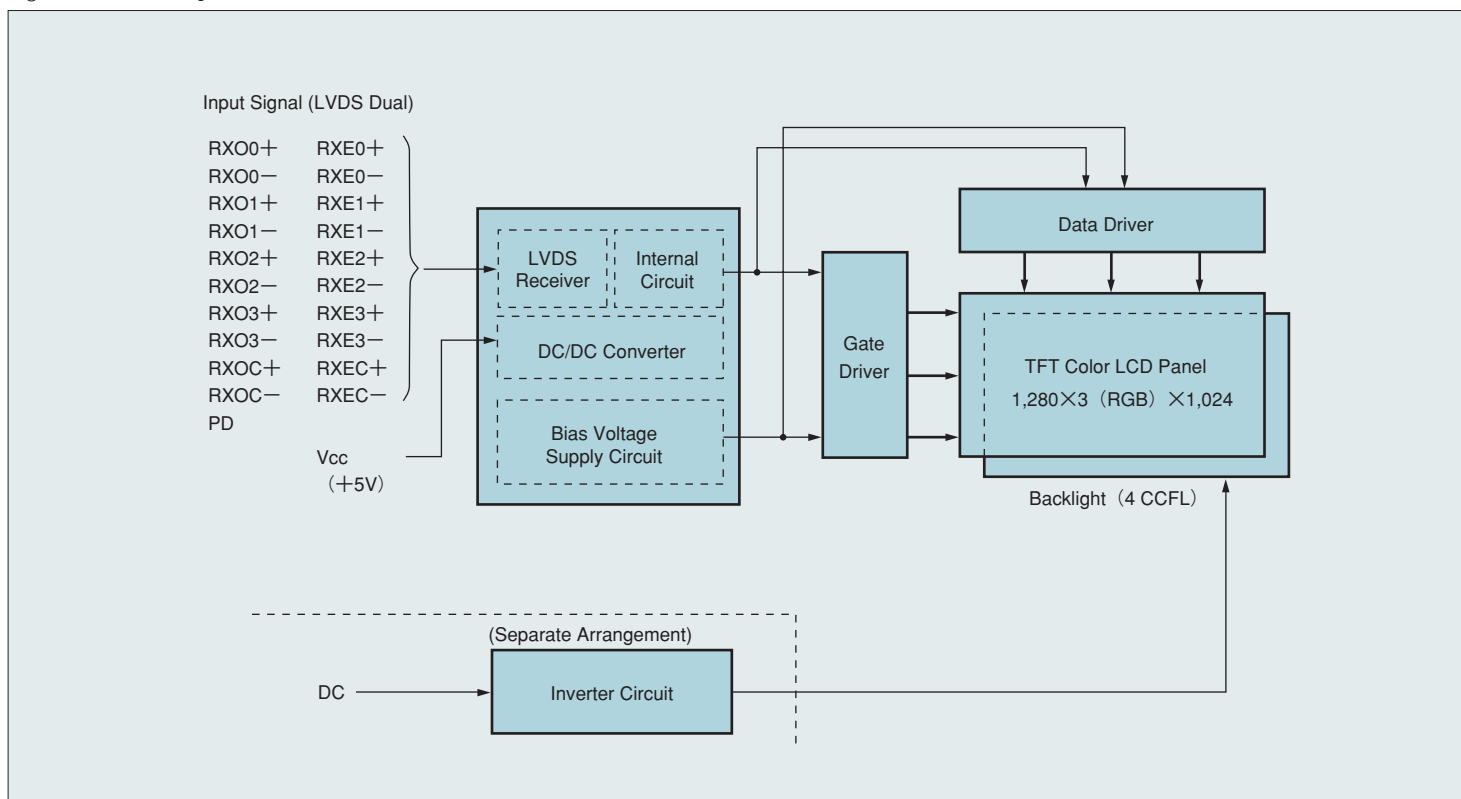 Input Signal (LVDS Dual)
RXO0+ RXE0+
RXO0− RXE0−
RXO1+ RXE1+
RXO1− RXE1−
RXO2+ RXE2+
RXO2− RXE2−
RXO3+ RXE3+
RXO3− RXE3−
RXOC+ RXEC+
RXOC− RXEC−
PD
Vcc
(+5V)
LVDS
Receiver
Internal
Circuit
DC/DC Converter
Bias Voltage
Supply Circuit
Gate
Driver
Data Driver
TFT Color LCD Panel
1,280×3 (RGB) ×1,024
Backlight (4 CCFL)
(Separate Arrangement)
DC
Inverter Circuit